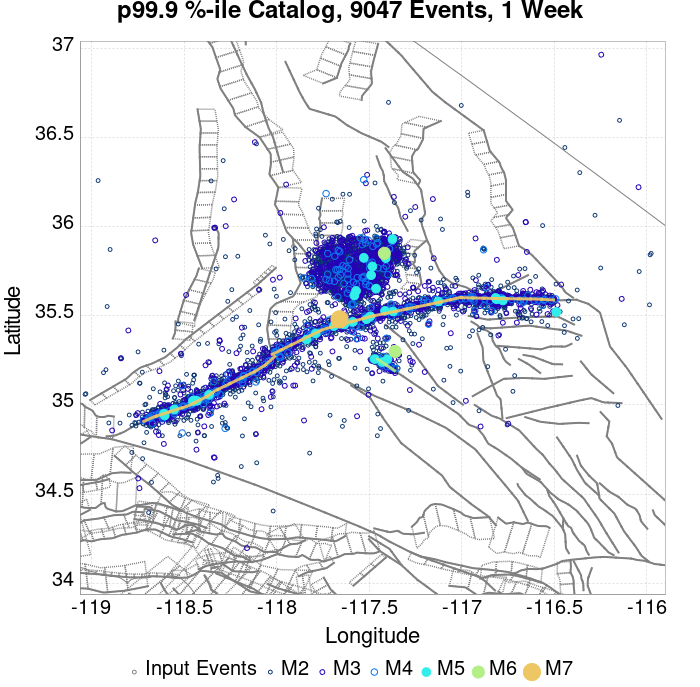 p99.9 %-ile Catalog, 9047 Events, 1 Week
37
36.5
36
35.5
35
34.5
34
Latitude
-119 -118.5 -118 -117.5 -117 -116.5 -116
Longitude
Input Events M2 M3 M4 M5 M6 M7